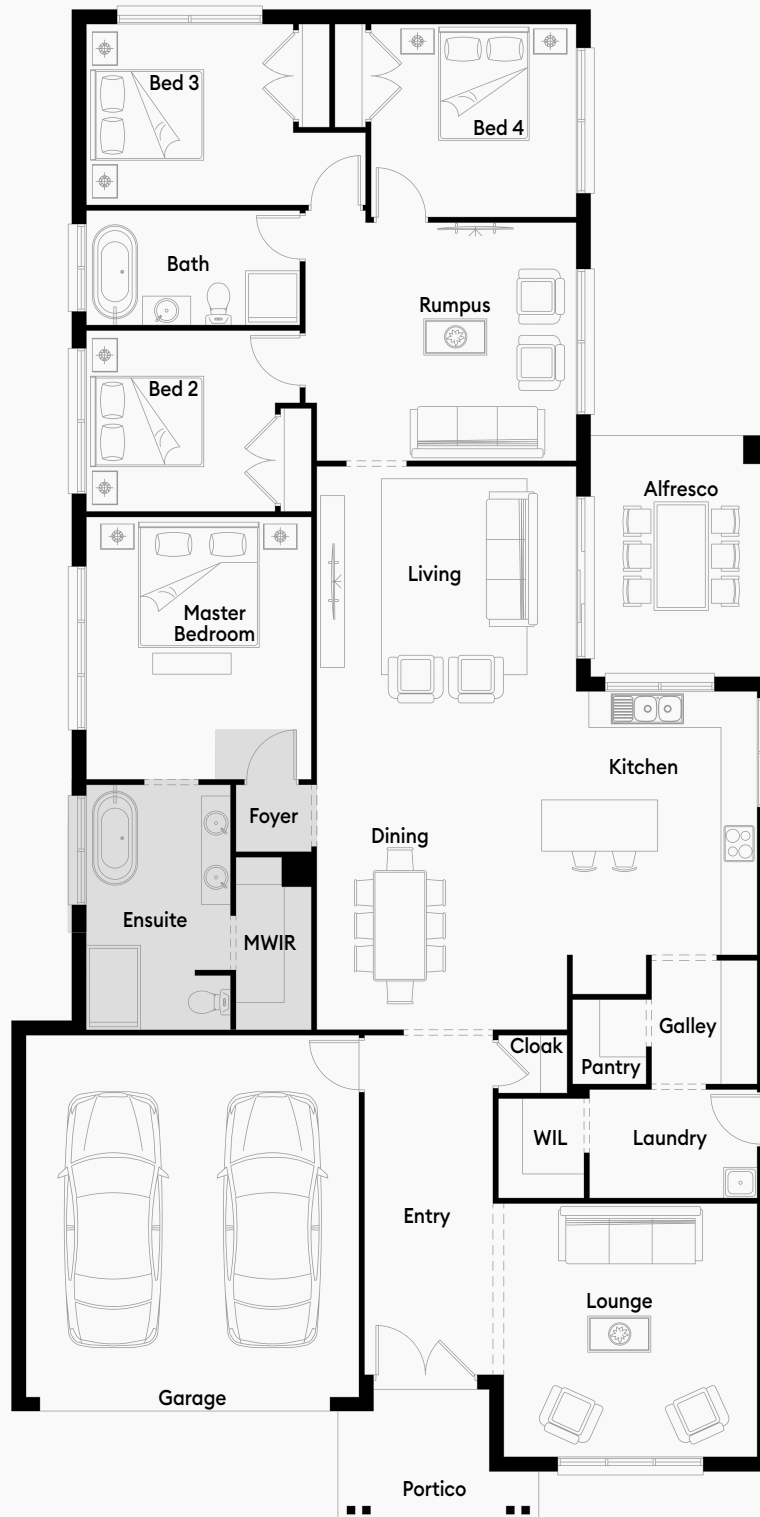 Bed 3
Bed 4
Bath
Rumpus
Bed 2
Alfresco
Living
Master
Bedroom
Kitchen
Foyer
Dining
Ensuite
MWIR
Galley
Cloak
Pantry
WIL
Laundry
Entry
Lounge
Garage
Portico